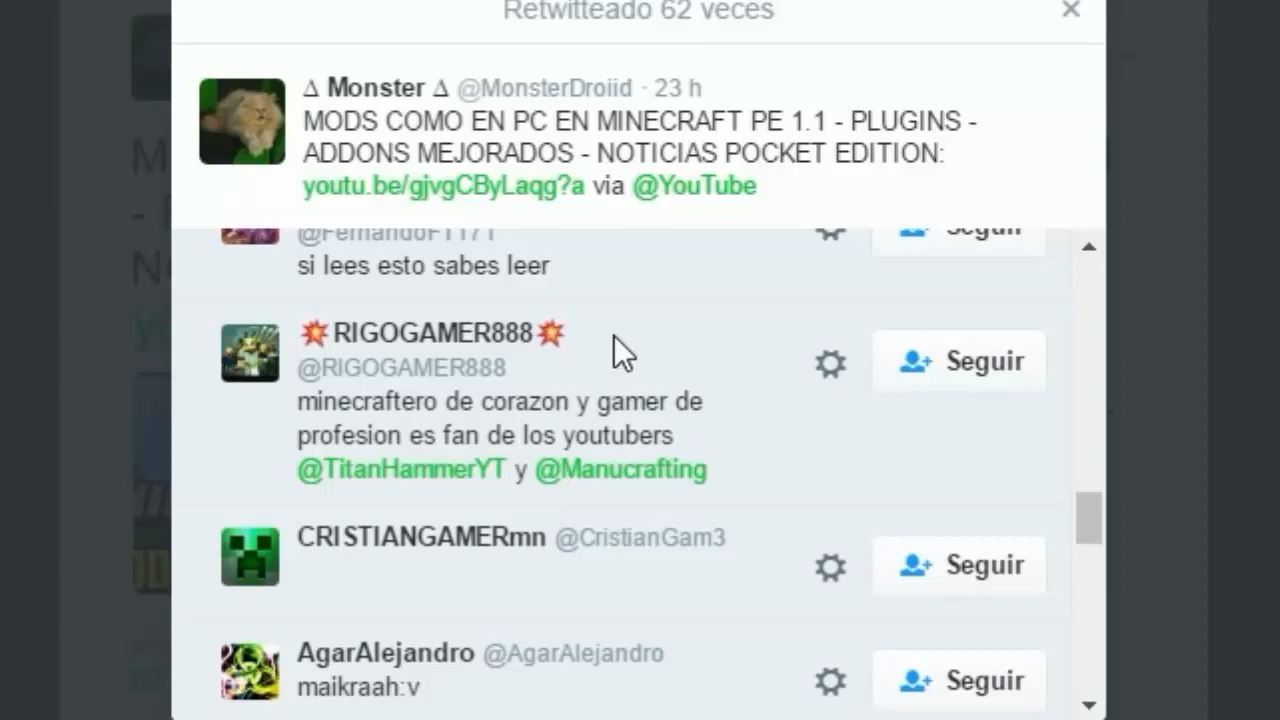 Retwitteado 62 veces
∆ Monster ∆ @MonsterDroiid · 23 h
MODS COMO EN PC EN MINECRAFT PE 1.1 - PLUGINS -
ADDONS MEJORADOS - NOTICIAS POCKET EDITION:
youtu.be/gjvgCByLaqg?a via @YouTube
Seguir
si lees esto sabes leer
💥RIGOGAMER888💥
@RIGOGAMER888
Seguir
minecraftero de corazon y gamer de
profesion es fan de los youtubers
@TitanHammerYT y @Manucrafting
CRISTIANGAMERmn @CristianGam3
Seguir
AgarAlejandro @AgarAlejandro
maikraah:v
Seguir